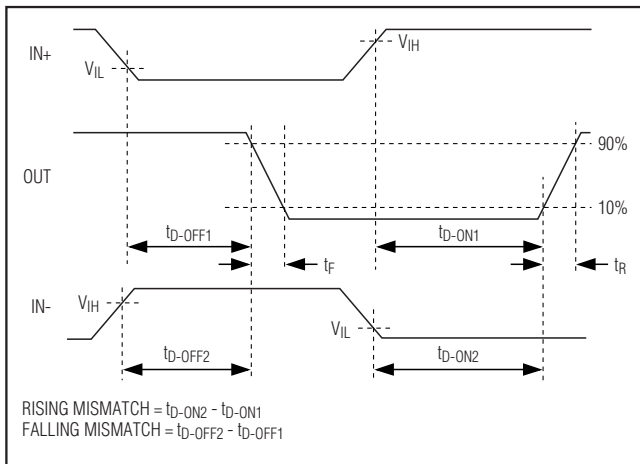 IN+
VIL
VIH
90%
OUT
10%
tD-OFF1
tD-ON1
tF
tR
IN-
VIH
VIL
tD-OFF2
tD-ON2
RISING MISMATCH = tD-ON2 - tD-ON1
FALLING MISMATCH = tD-OFF2 - tD-OFF1